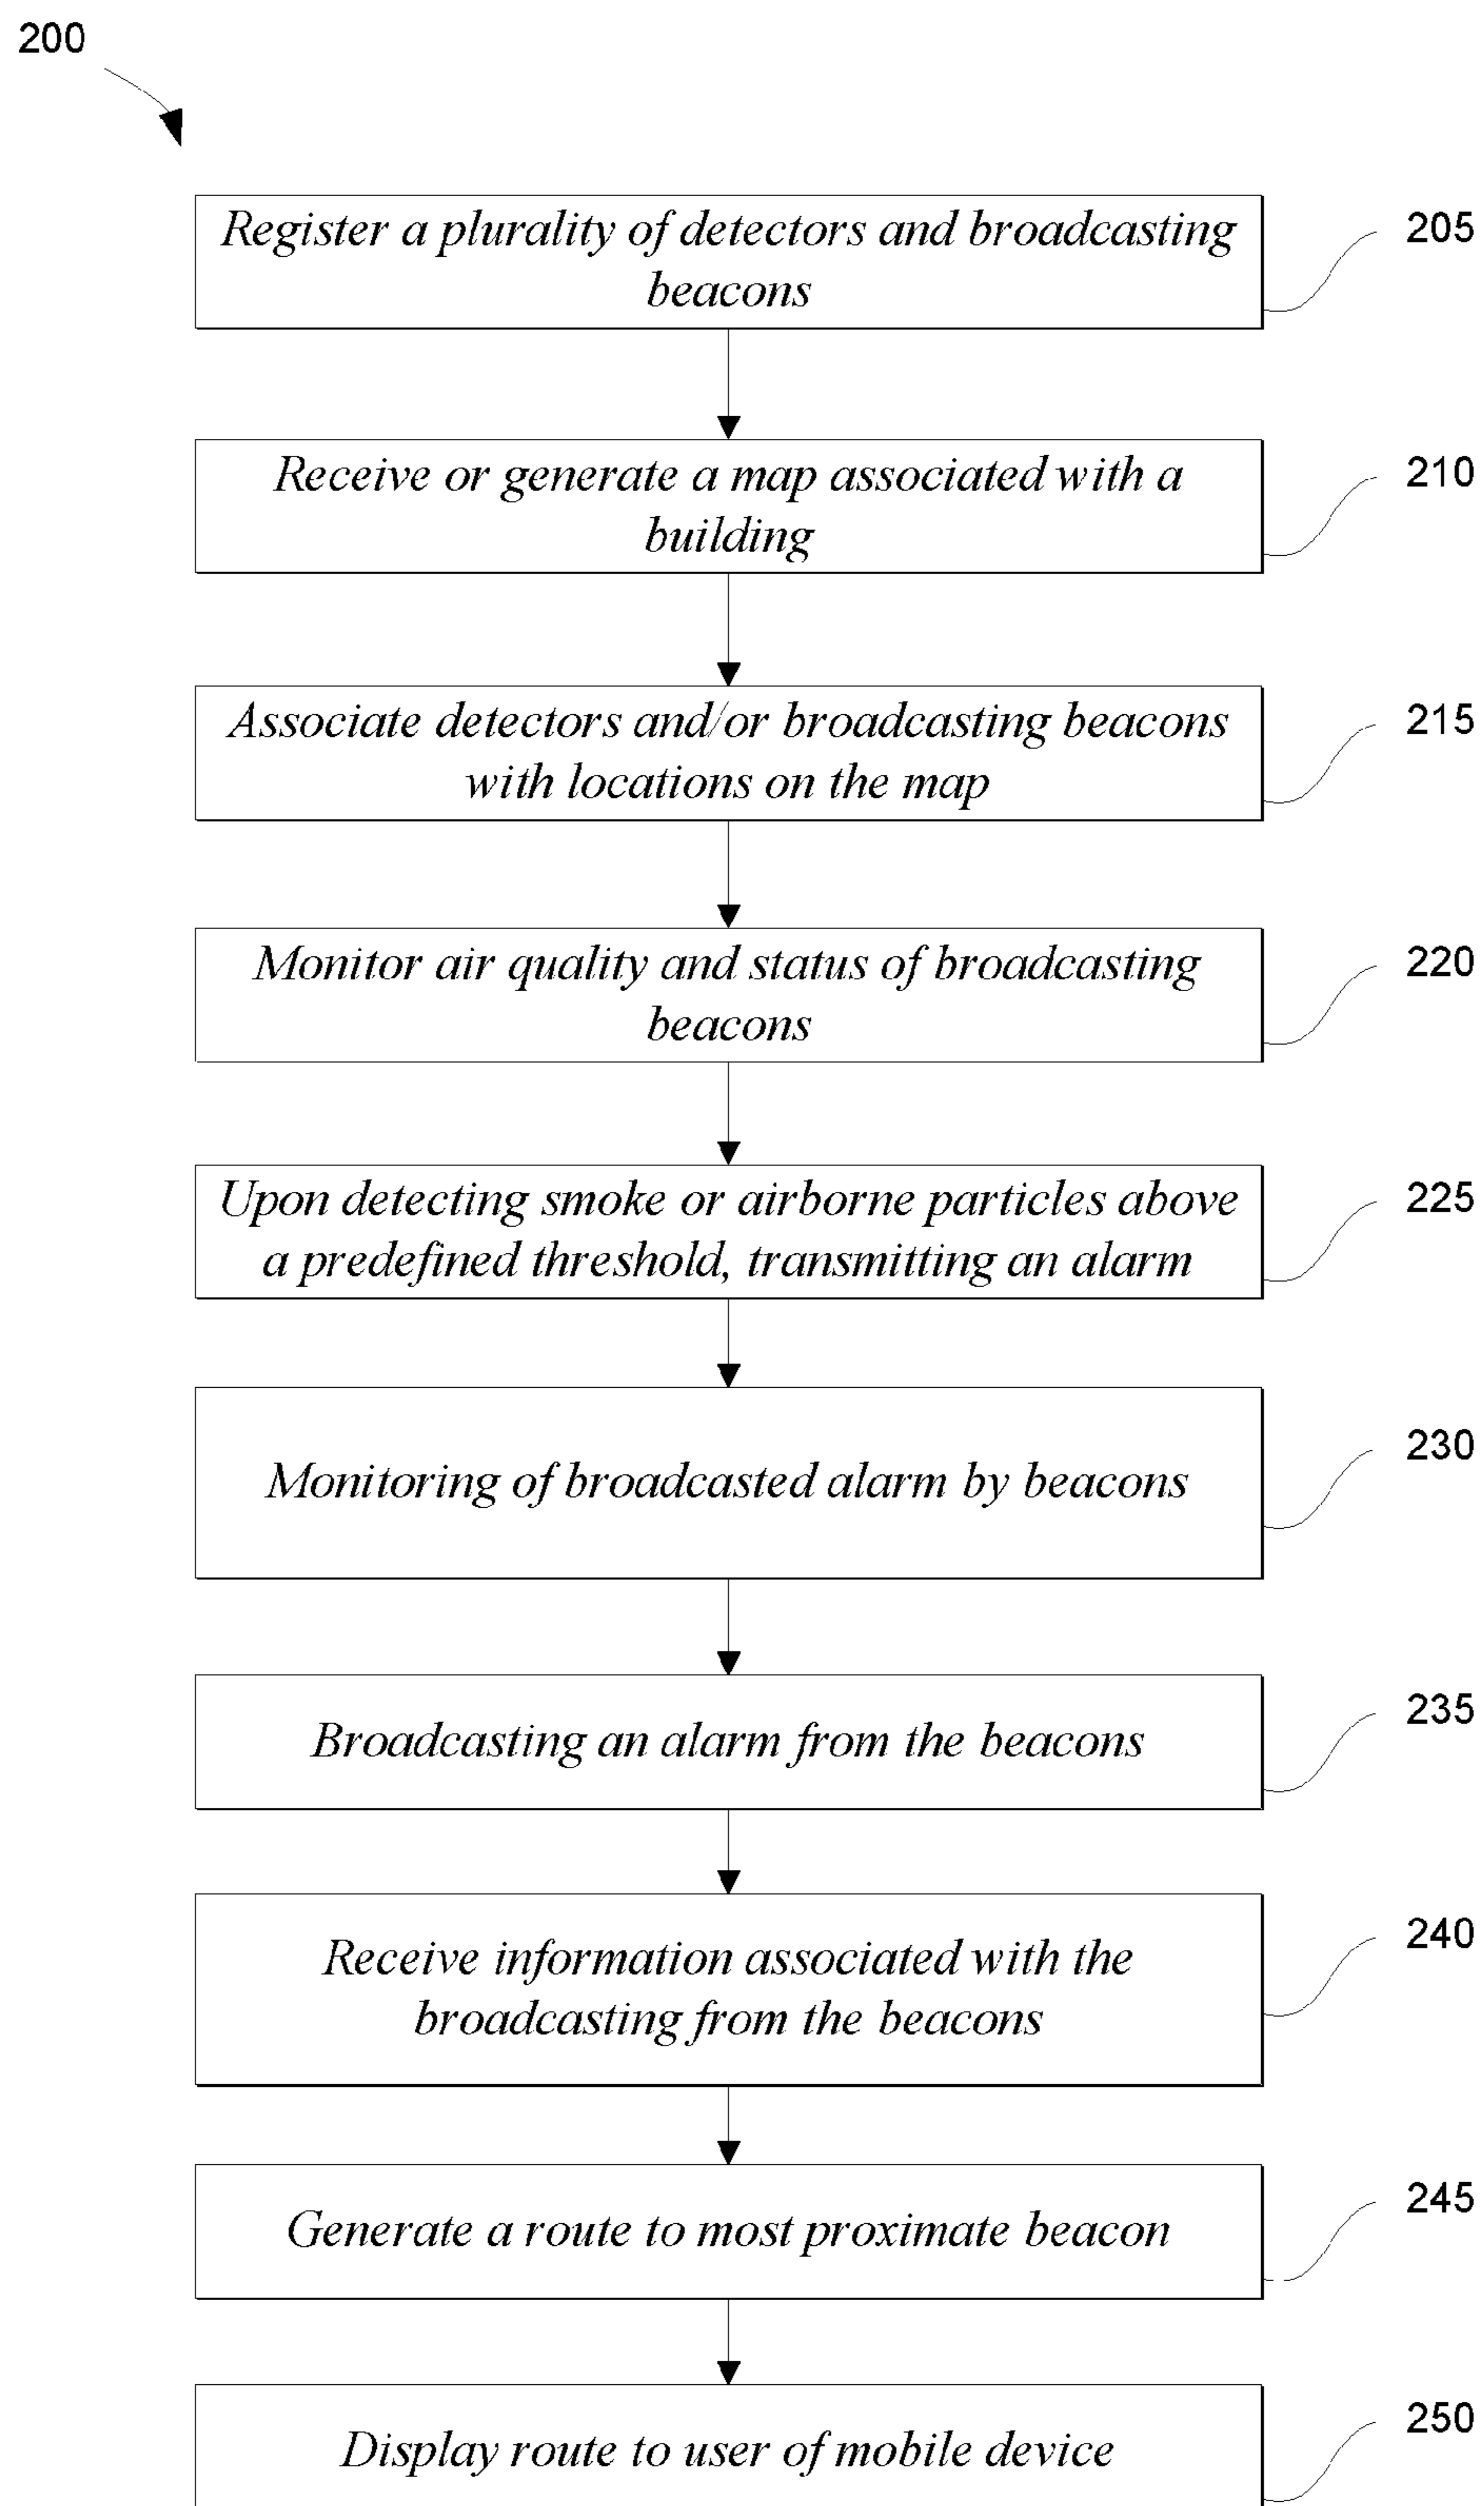 200
Register a plurality of detectors and broadcasting
beacons
205
Receive or generate a map associated with a
building
210
Associate detectors and/or broadcasting beacons
with locations on the map
215
Monitor air quality and status of broadcasting
beacons
220
Upon detecting smoke or airborne particles above
a predefined threshold, transmitting an alarm
225
Monitoring of broadcasted alarm by beacons
230
Broadcasting an alarm from the beacons
235
Receive information associated with the
broadcasting from the beacons
240
Generate a route to most proximate beacon
245
Display route to user of mobile device
250